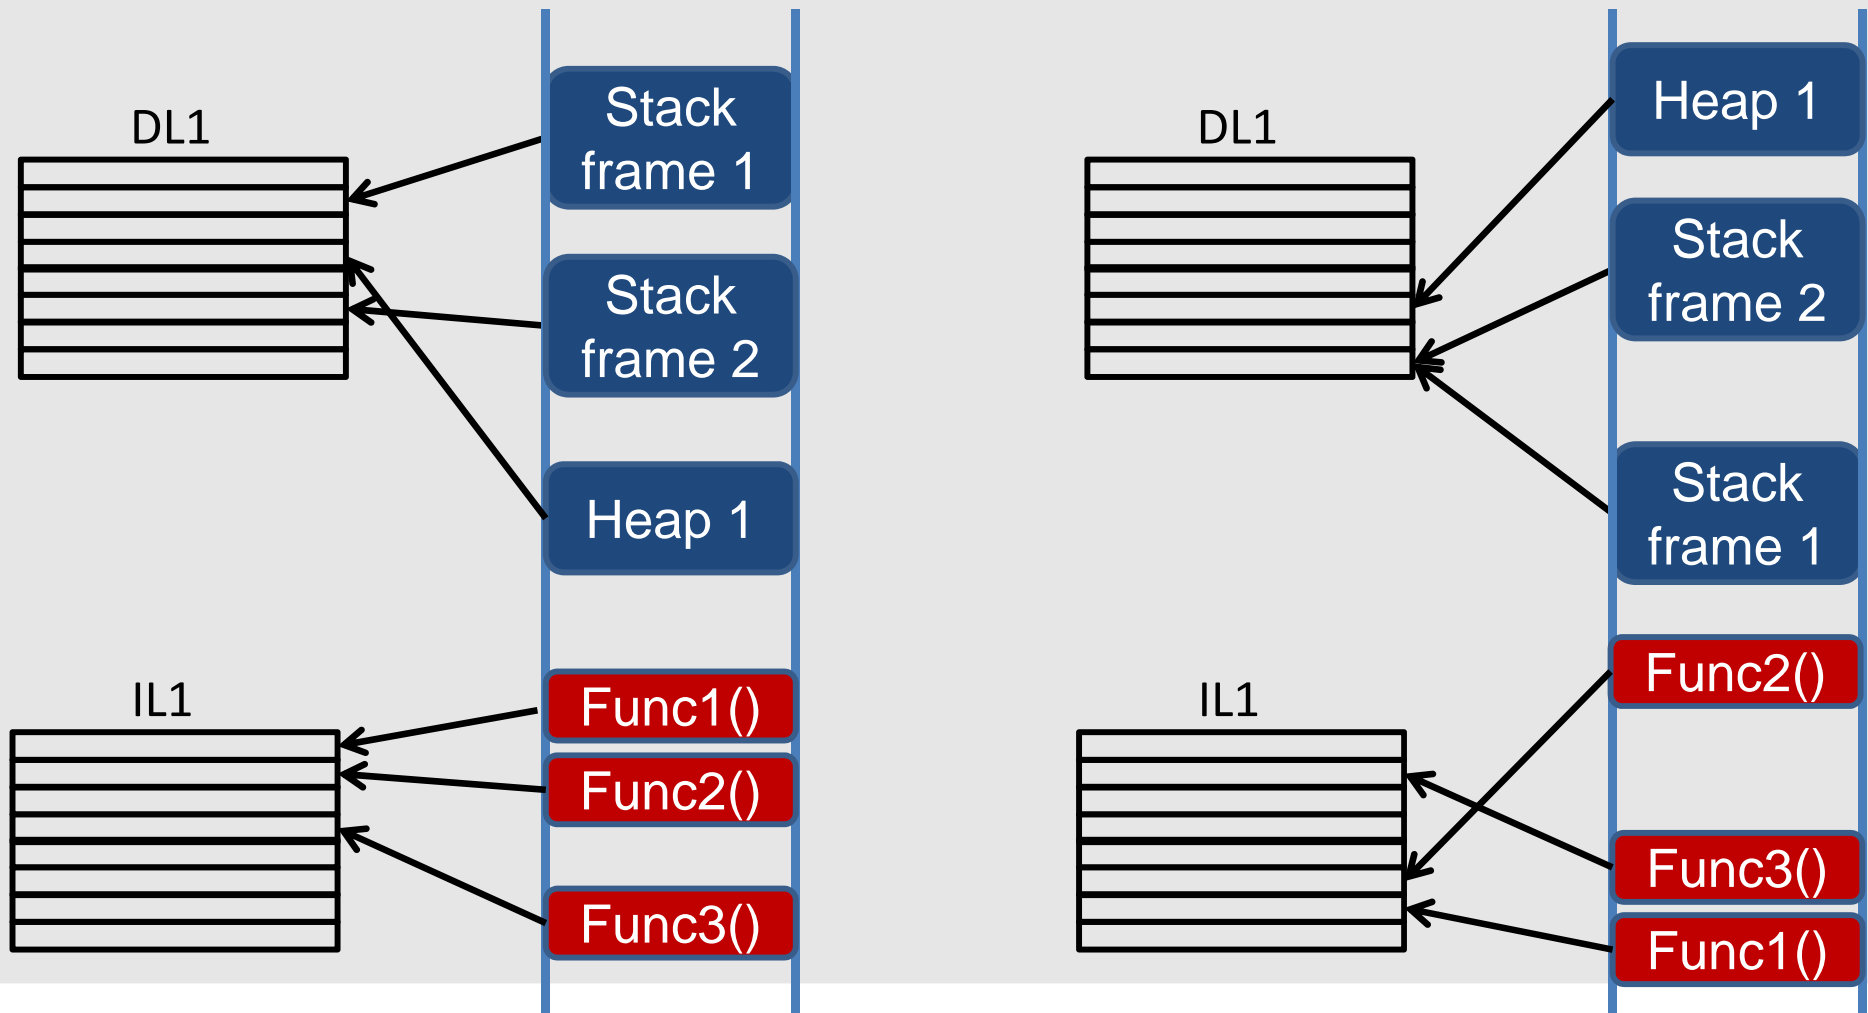 DL1
Stack
frame 1
Stack
frame 2
Heap 1
IL1
Func1()
Func2()
Func3()
DL1
Heap 1
Stack
frame 2
Stack
frame 1
IL1
Func2()
Func3()
Func1()